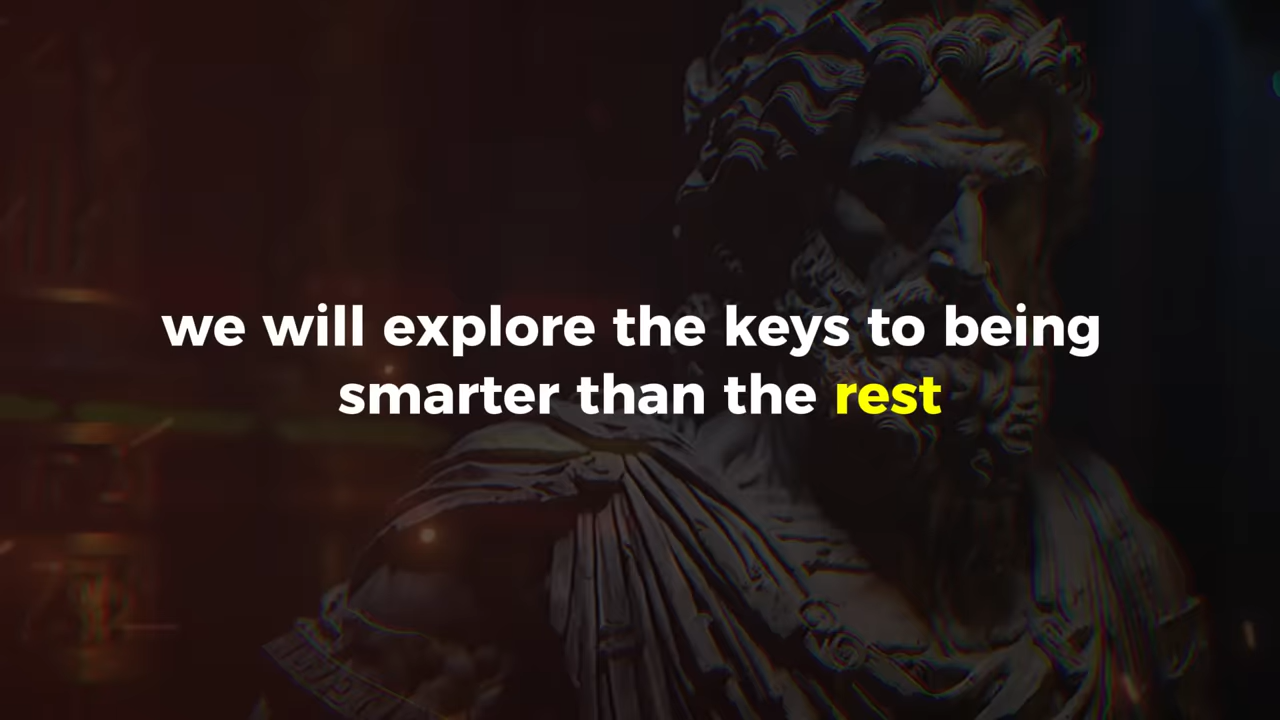 we will explore the keys to being
smarter than the rest